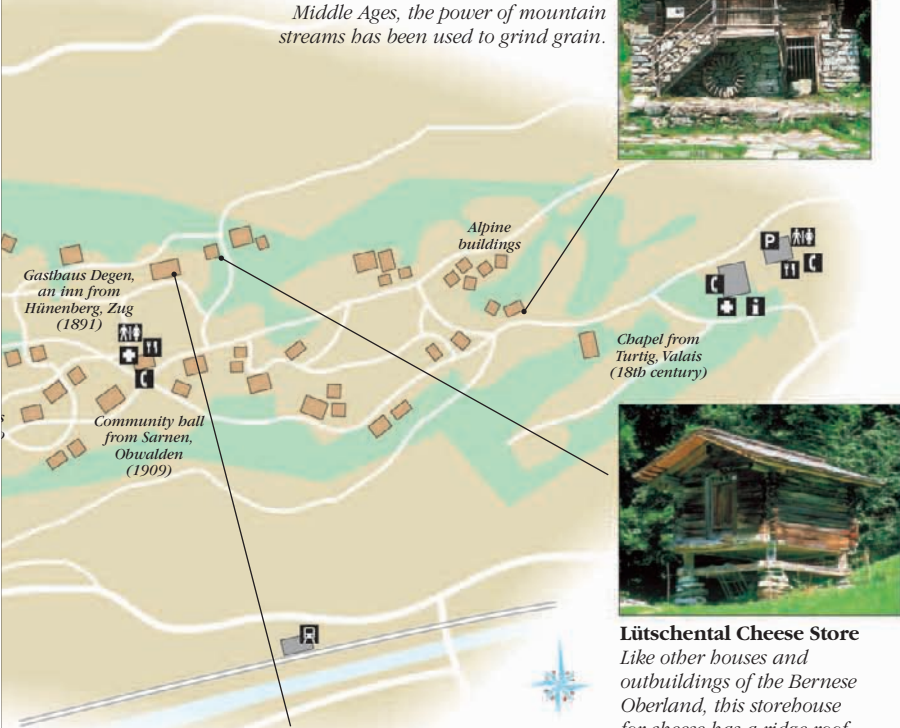 Middle Ages, the power of mountain
streams has been used to grind grain.
Alpine
buildings
Gasthaus Degen,
an inn from
Hünenberg, Zug
(1891)
Chapel from
Turtig, Valais
(18th century)
Community hall
from Sarnen,
Obwalden
(1909)
P
i
Lütschental Cheese Store
Like other houses and
outbuildings of the Bernese
Oberland, this storehouse
for cheese has a ridge roof